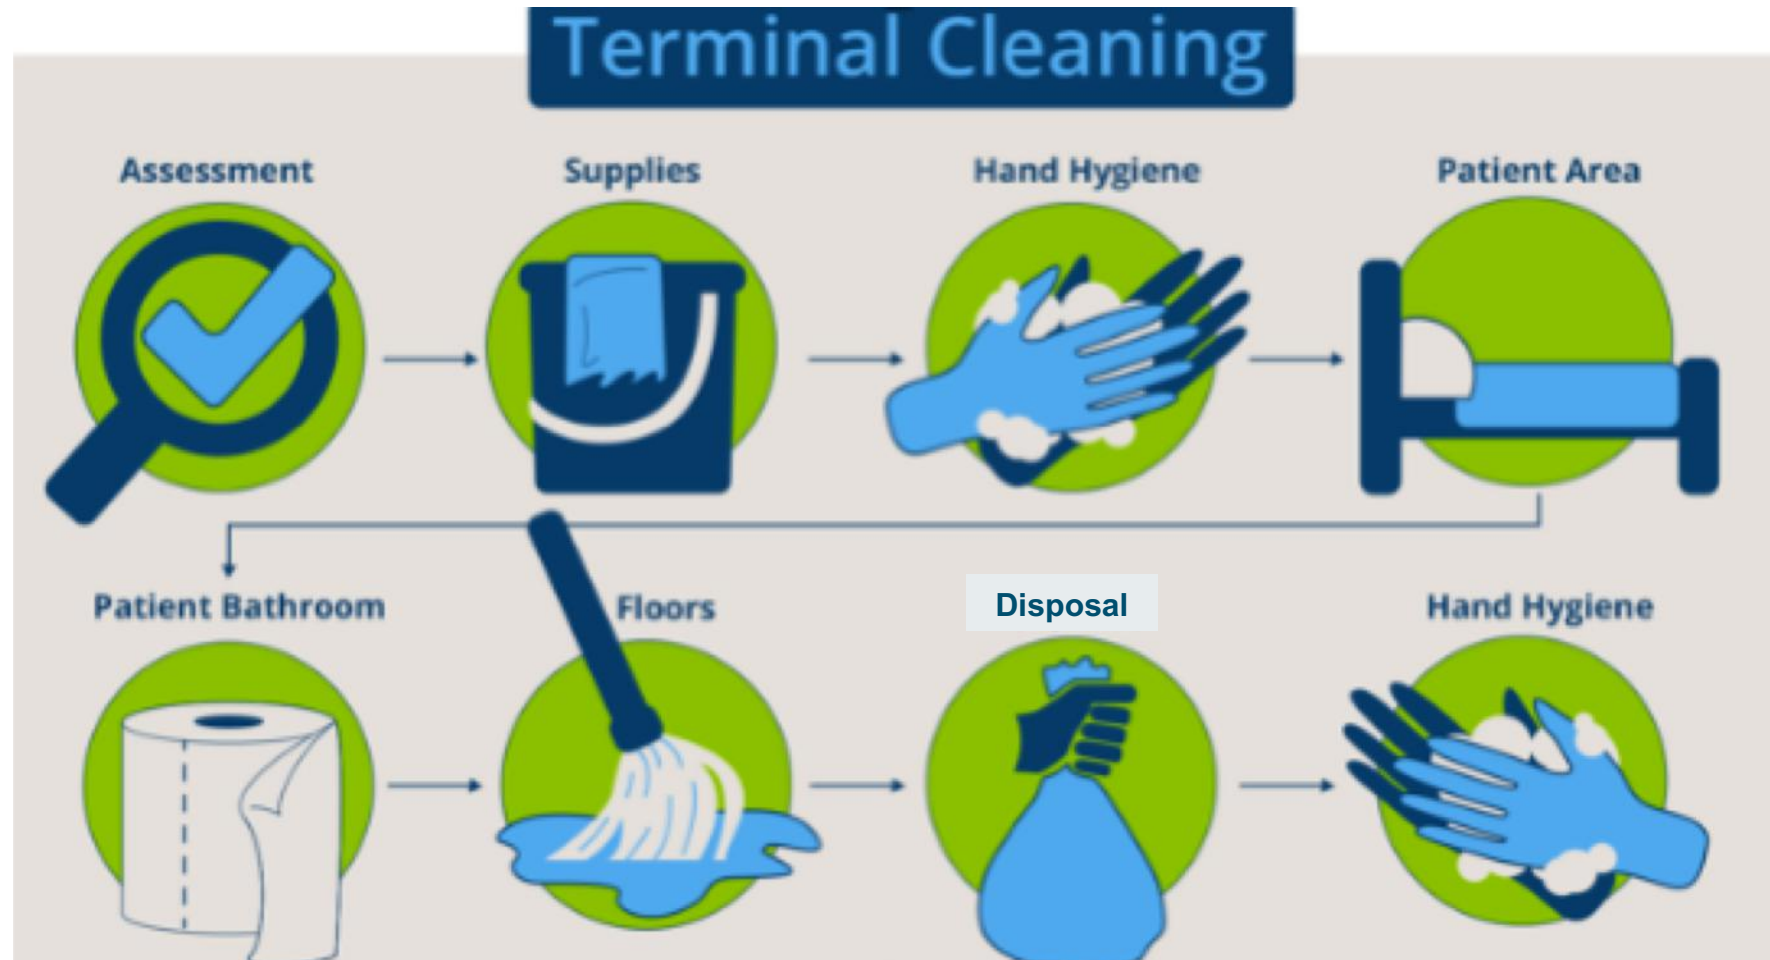 Terminal Cleaning
Assessment
Supplies
Hand Hygiene
Patient Area
Patient Bathroom
Floors
Disposal
Hand Hygiene